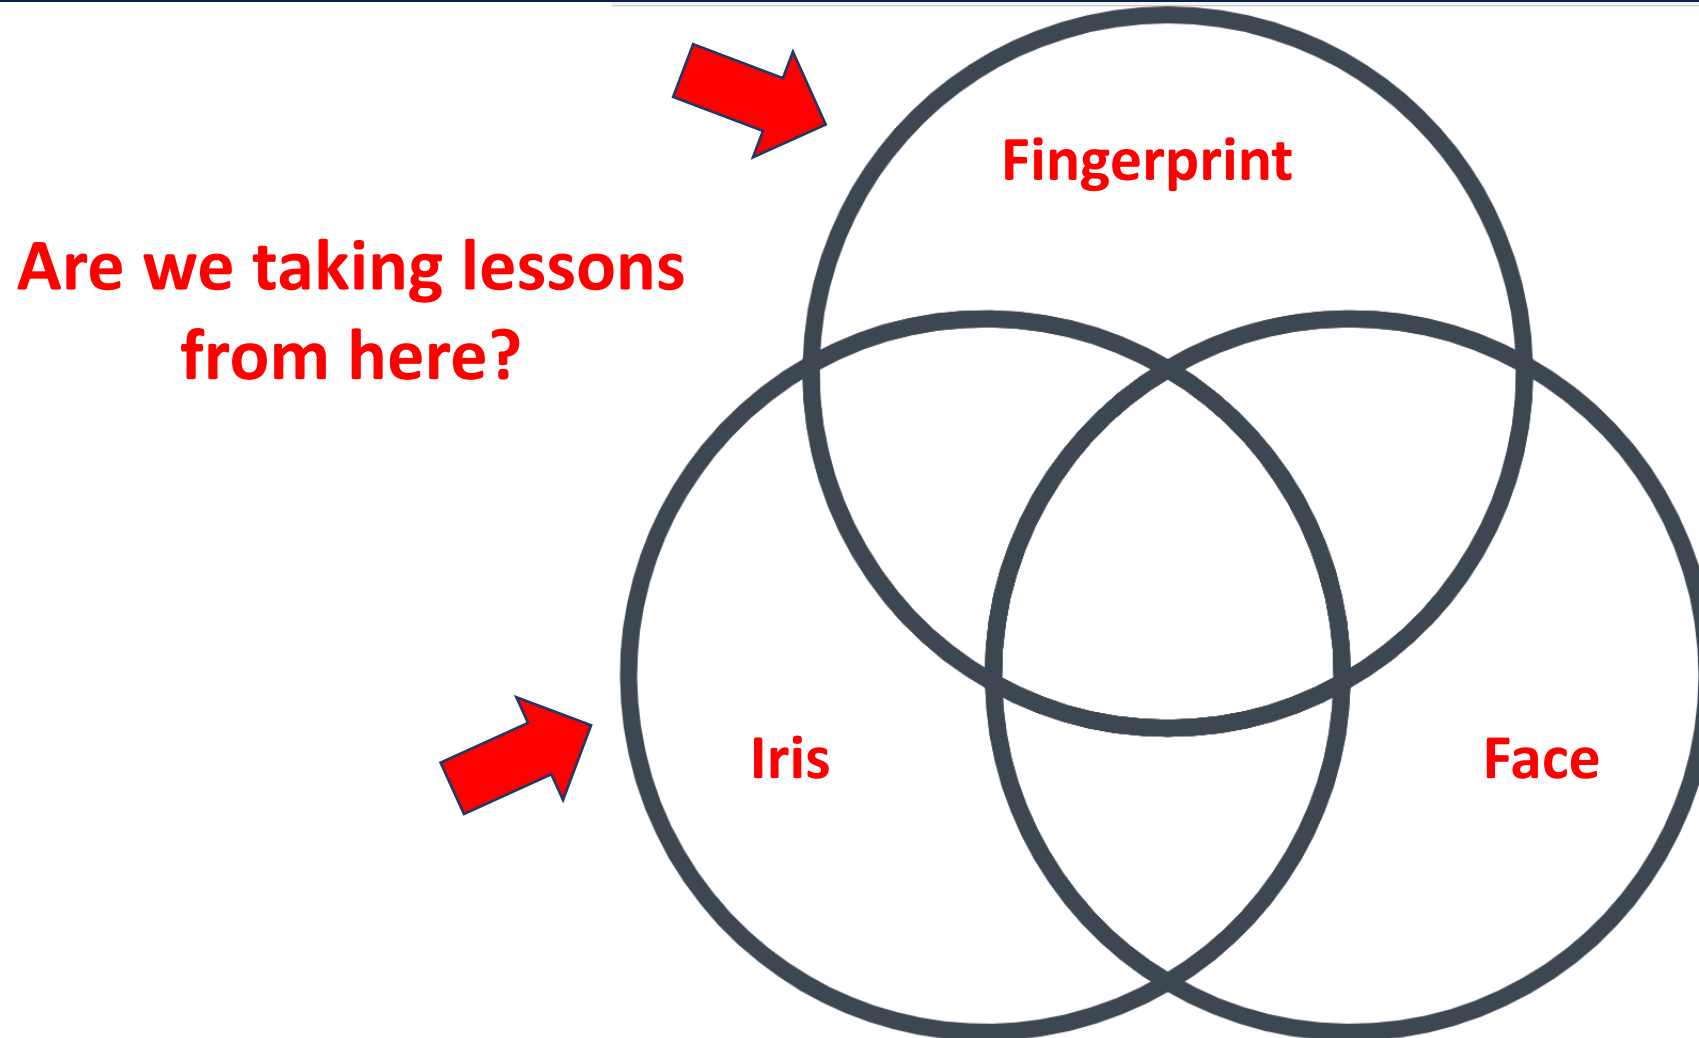 Fingerprint
Are we taking lessons
from here?
Iris
Face